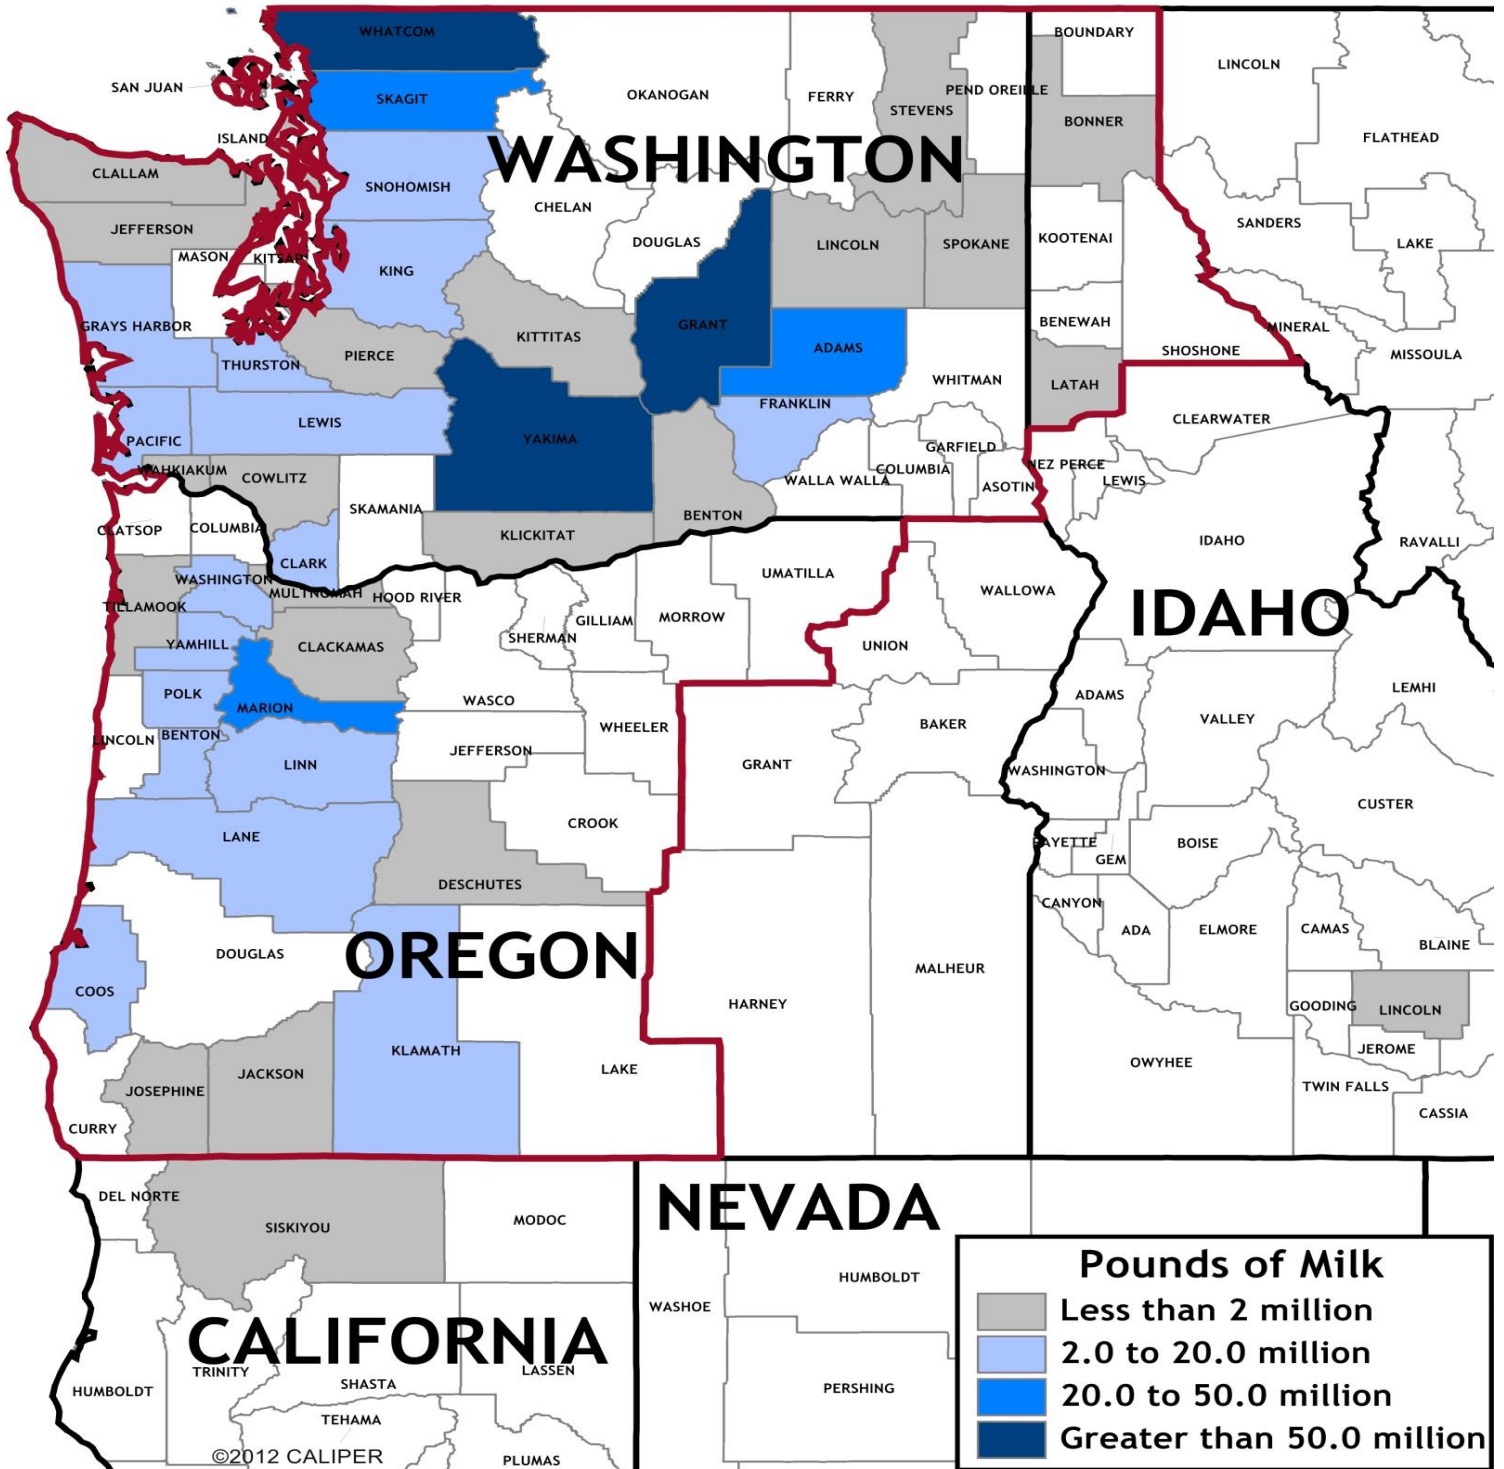 WHATCOM
BOUNDARY
LINCOLN
SAN JUAN
SKAGIT
OKANOGAN
FERRY
PEND OREILLE
STEVENS
BONNER
FLATHEAD
ISLAND
WASHINGTON
CLALLAM
SNOHOMISH
CHELAN
JEFFERSON
DOUGLAS
LINCOLN
SPOKANE
KOOTENAI
SANDERS
LAKE
MASON
KITSAP
KING
GRAYS HARBOR
GRANT
KITTITAS
BENEWAH
MINERAL
ADAMS
SHOSHONE
MISSOULA
THURSTON
PIERCE
WHITMAN
LATAH
FRANKLIN
CLEARWATER
LEWIS
PACIFIC
YAKIMA
GARFIELD
NEZ PERCE
WAHKIAKUM
COWLITZ
WALLA WALLA
COLUMBIA
ASOTIN
LEWIS
SKAMANIA
BENTON
CLATSOP
COLUMBIA
KLICKITAT
IDAHO
RAVALLI
CLARK
WASHINGTON
UMATILLA
WALLOWA
MULTNOMAH
HOOD RIVER
TILLAMOOK
SHERMAN
GILLIAM
MORROW
IDAHO
YAMHILL
CLACKAMAS
UNION
POLK
MARION
WASCO
ADAMS
LEMHI
LINCOLN
BENTON
WHEELER
BAKER
VALLEY
JEFFERSON
LINN
GRANT
WASHINGTON
CUSTER
LANE
CROOK
PAYETTE
GEM
BOISE
DESCHUTES
CANYON
ADA
ELMORE
CAMAS
BLAINE
DOUGLAS
OREGON
MALHEUR
COOS
HARNEY
GOODING
LINCOLN
KLAMATH
JEROME
JOSEPHINE
JACKSON
LAKE
OWYHEE
TWIN FALLS
CURRY
CASSIA
DEL NORTE
SISKIYOU
MODOC
NEVADA
HUMBOLDT
WASHOE
CALIFORNIA
TRINITY
LASSEN
HUMBOLDT
SHASTA
PERSHING
TEHAMA
©2012 CALIPER
PLUMAS
Pounds of Milk
Less than 2 million
2.0 to 20.0 million
20.0 to 50.0 million
Greater than 50.0 million